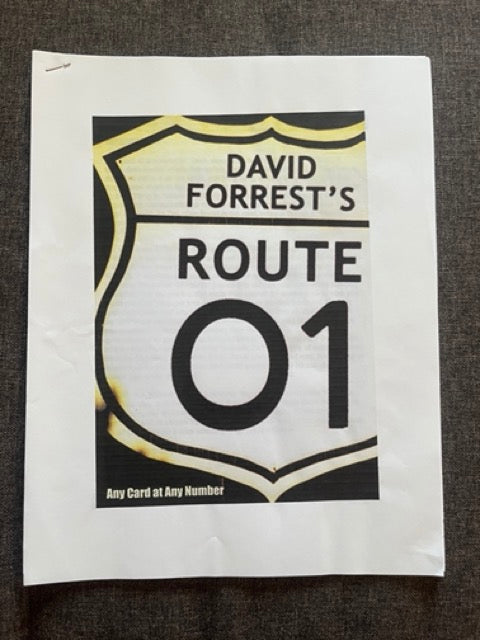 DAVID
FORREST'S
ROUTE
01
Any Card at Any Number